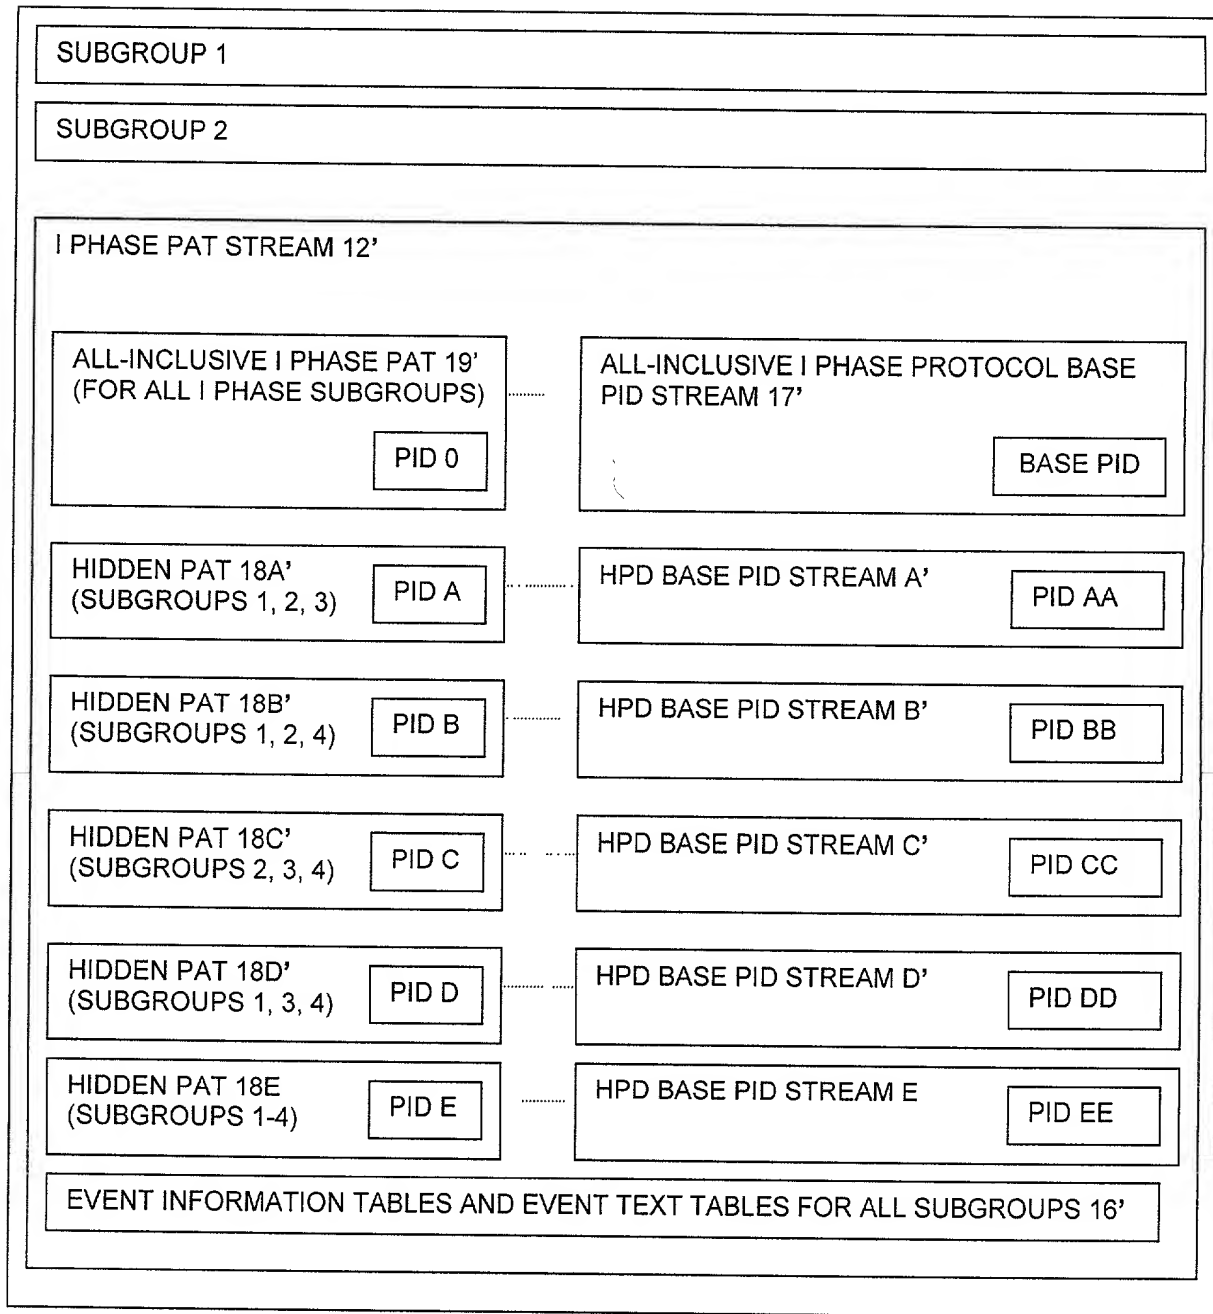 SUBGROUP 1
SUBGROUP 2
I PHASE PAT STREAM 12’
ALL-INCLUSIVE I PHASE PAT 19’
(FOR ALL I PHASE SUBGROUPS)
PID 0
ALL-INCLUSIVE I PHASE PROTOCOL BASE
PID STREAM 17’
BASE PID
HIDDEN PAT 18A’
(SUBGROUPS 1, 2, 3)
PID A
HPD BASE PID STREAM A’
PID AA
HIDDEN PAT 18B’
(SUBGROUPS 1, 2, 4)
PID B
HPD BASE PID STREAM B’
PID BB
HIDDEN PAT 18C’
(SUBGROUPS 2, 3, 4)
PID C
HPD BASE PID STREAM C’
PID CC
HIDDEN PAT 18D’
(SUBGROUPS 1, 3, 4)
PID D
HPD BASE PID STREAM D’
PID DD
HIDDEN PAT 18E
(SUBGROUPS 1-4)
PID E
HPD BASE PID STREAM E
PID EE
EVENT INFORMATION TABLES AND EVENT TEXT TABLES FOR ALL SUBGROUPS 16’